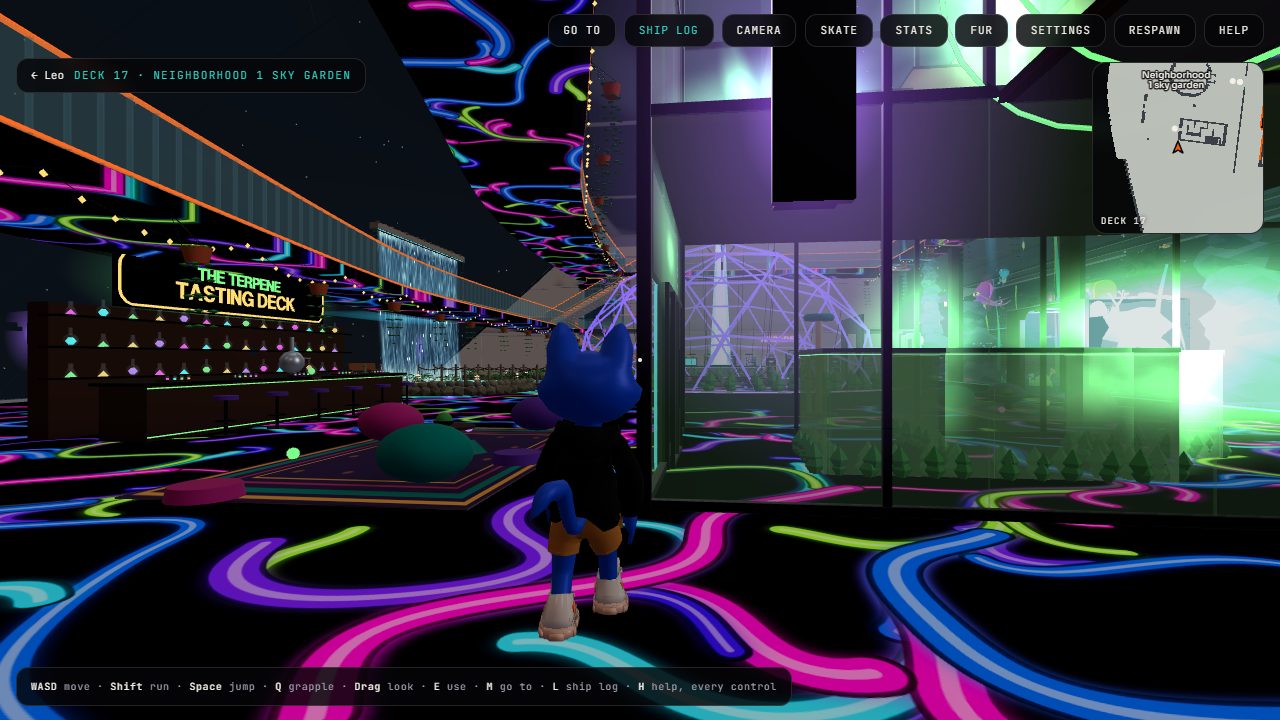 GO TO
SHIP LOG
CAMERA
SKATE
STATS
FUR
SETTINGS
RESPAWN
HELP
← Leo DECK 17 · NEIGHBORHOOD 1 SKY GARDEN
Neighborhood
1 sky garden
DECK 17
THE TERPENE
TASTING DECK
WASD move · Shift run · Space jump · Q grapple · Drag look · E use · M go to · L ship log · H help, every control